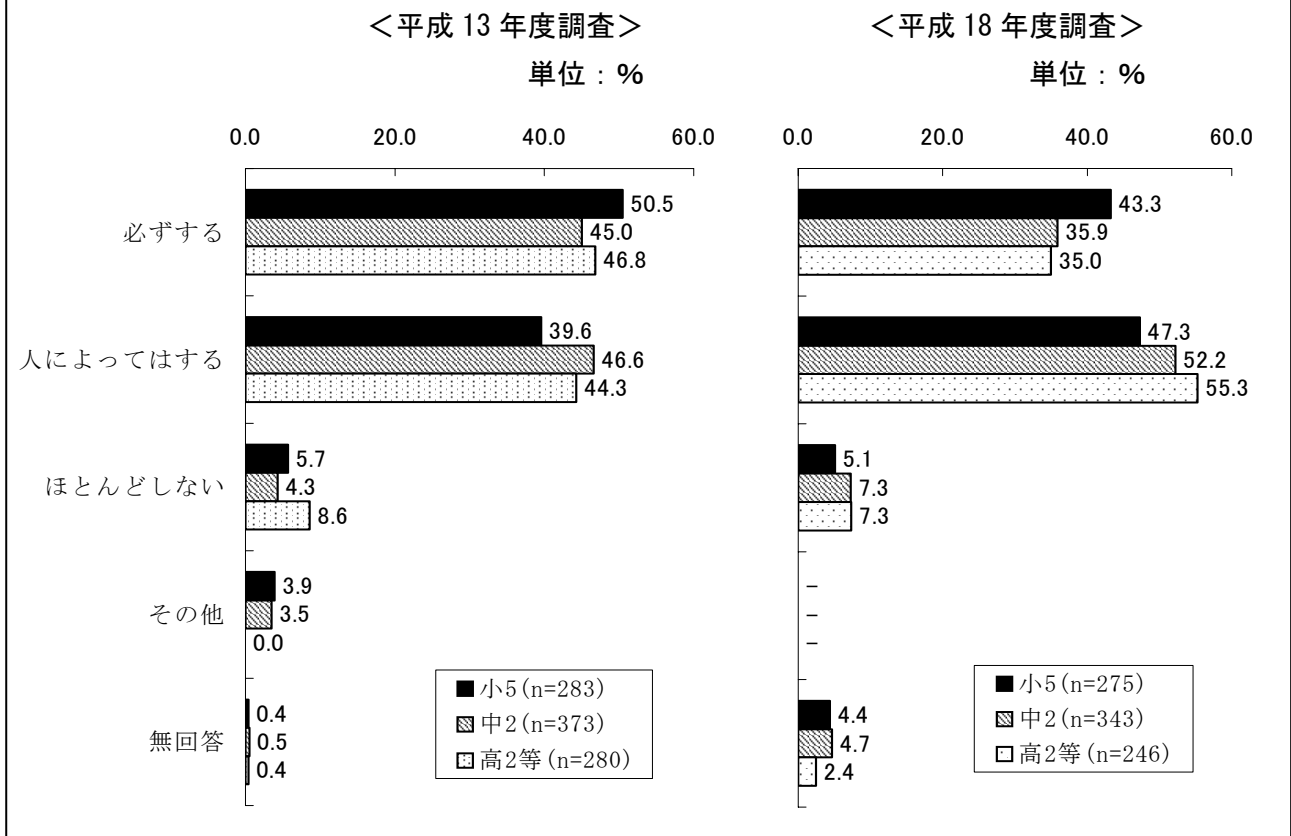 ＜平成 13 年度調査＞
単位：％
0.0 20.0 40.0 60.0
必ずする
50.5
45.0
46.8
人によってはする
39.6
46.6
44.3
ほとんどしない
5.7
4.3
8.6
その他
3.9
3.5
0.0
無回答
0.4
0.5
0.4
小5(n=283)
中2(n=373)
高2等(n=280)
＜平成 18 年度調査＞
単位：％
0.0 20.0 40.0 60.0
43.3
35.9
35.0
47.3
52.2
55.3
5.1
7.3
7.3
–
–
–
4.4
4.7
2.4
小5(n=275)
中2(n=343)
高2等(n=246)